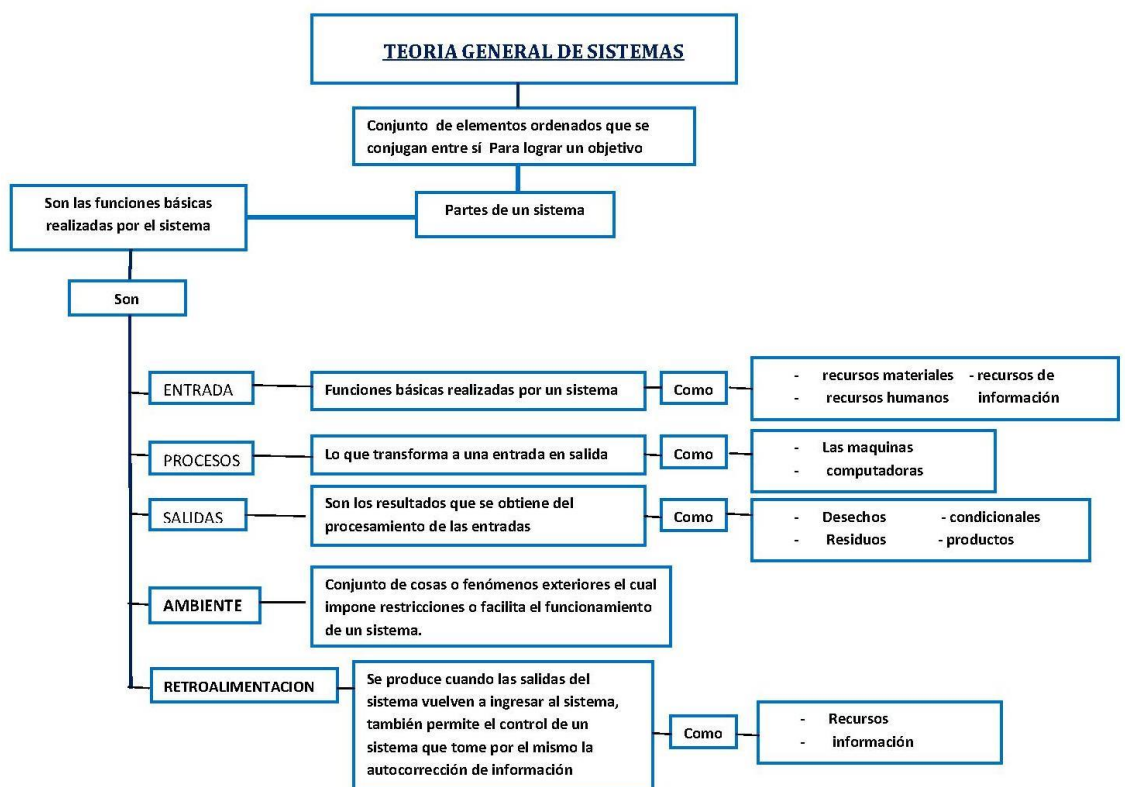 TEORIA GENERAL DE SISTEMAS
Conjunto de elementos ordenados que se
conjugan entre sí Para lograr un objetivo
Partes de un sistema
Son las funciones básicas
realizadas por el sistema
Son
ENTRADA
Funciones básicas realizadas por un sistema
Como
- recursos materiales - recursos de
- recursos humanos información
PROCESOS
Lo que transforma a una entrada en salida
Como
- Las maquinas
- computadoras
SALIDAS
Son los resultados que se obtiene del
procesamiento de las entradas
Como
- Desechos - condicionales
- Residuos - productos
AMBIENTE
Conjunto de cosas o fenómenos exteriores el cual
impone restricciones o facilita el funcionamiento
de un sistema.
RETROALIMENTACION
Se produce cuando las salidas del
sistema vuelven a ingresar al sistema,
también permite el control de un
sistema que tome por el mismo la
autocorrección de información
Como
- Recursos
- información